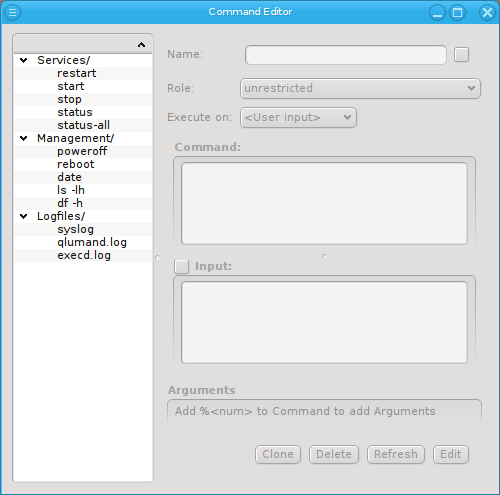 Command Editor
Services/
restart
start
stop
status
status-all
Management/
poweroff
reboot
date
ls -lh
df -h
Logfiles/
syslog
qlumand.log
execd.log
Name:
Role: unrestricted
Execute on: <User input>
Command:
Input:
Arguments
Add %<num> to Command to add Arguments
Clone Delete Refresh Edit